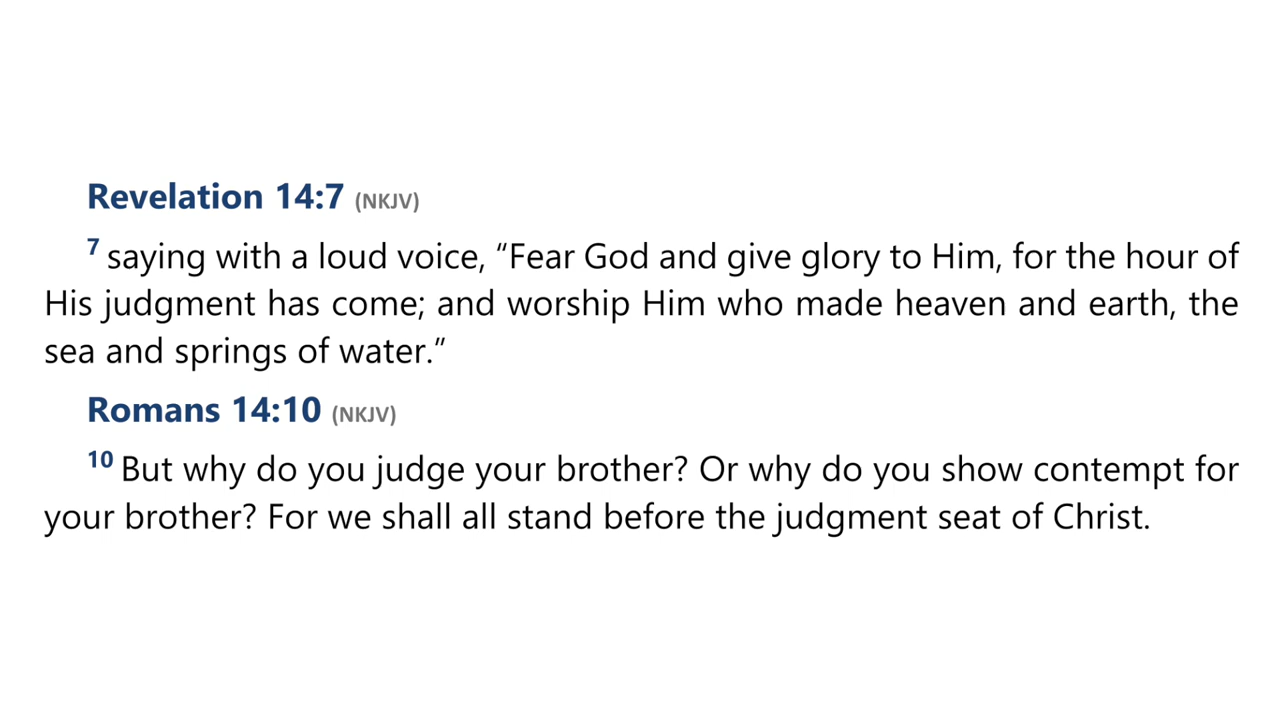 Revelation 14:7 (NKJV)
7 saying with a loud voice, “Fear God and give glory to Him, for the hour of
His judgment has come; and worship Him who made heaven and earth, the
sea and springs of water.”
Romans 14:10 (NKJV)
10 But why do you judge your brother? Or why do you show contempt for
your brother? For we shall all stand before the judgment seat of Christ.